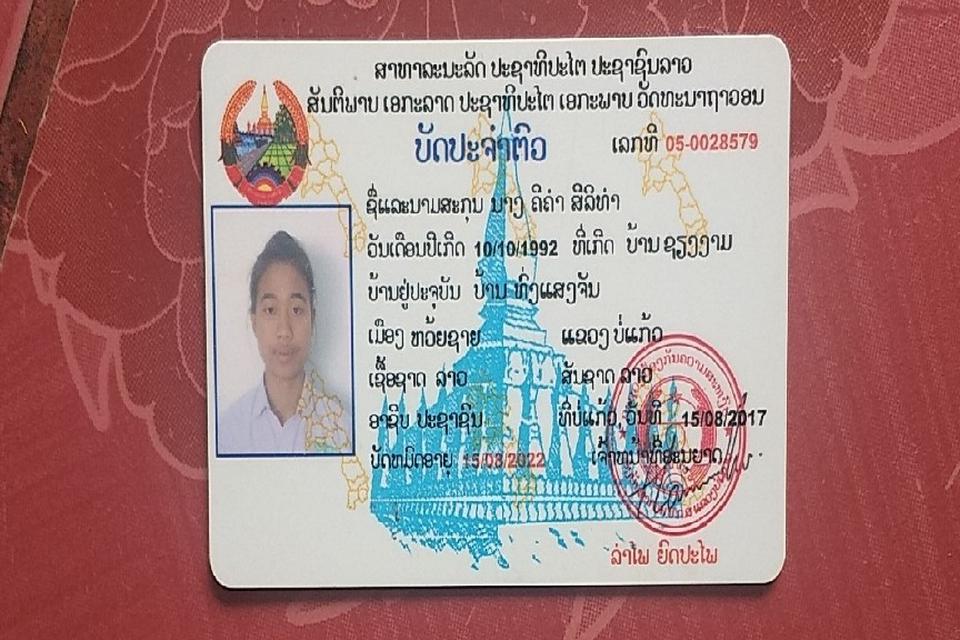 ສາທາລະນະລັດ ປະຊາທິປະໄຕ ປະຊາຊົນລາວ
ສັນຕິພາບ ເອກະລາດ ປະຊາທິປະໄຕ ເອກະພາບ ວັດທະນາຖາວອນ
ບັດປະຈຳຕົວ ເລກທີ 05-0028579
ຊື່ແລະນາມສະກຸນ ນາງ ຄີຄຳ ສີລິທຳ
ວັນເດືອນປີເກີດ 10/10/1992 ທີ່ເກີດ ບ້ານ ຊຽງງາມ
ບ້ານຢູ່ປະຈຸບັນ ບ້ານ ທົ່ງແສງຈັນ
ເມືອງ ຫວ້ຍຊາຍ ແຂວງ ບໍ່ແກ້ວ
ເຊື້ອຊາດ ລາວ ສັນຊາດ ລາວ
ອາຊີບ ປະຊາຊົນ ທີ່ບໍ່ແກ້ວ, ວັນທີ 15/08/2017
ບັດຫມົດອາຍຸ 15/08/2022 ເຈົ້າຫນ້າທີ່ອະນຸຍາດ
ລຳໄພ ຍົດປະໄພ